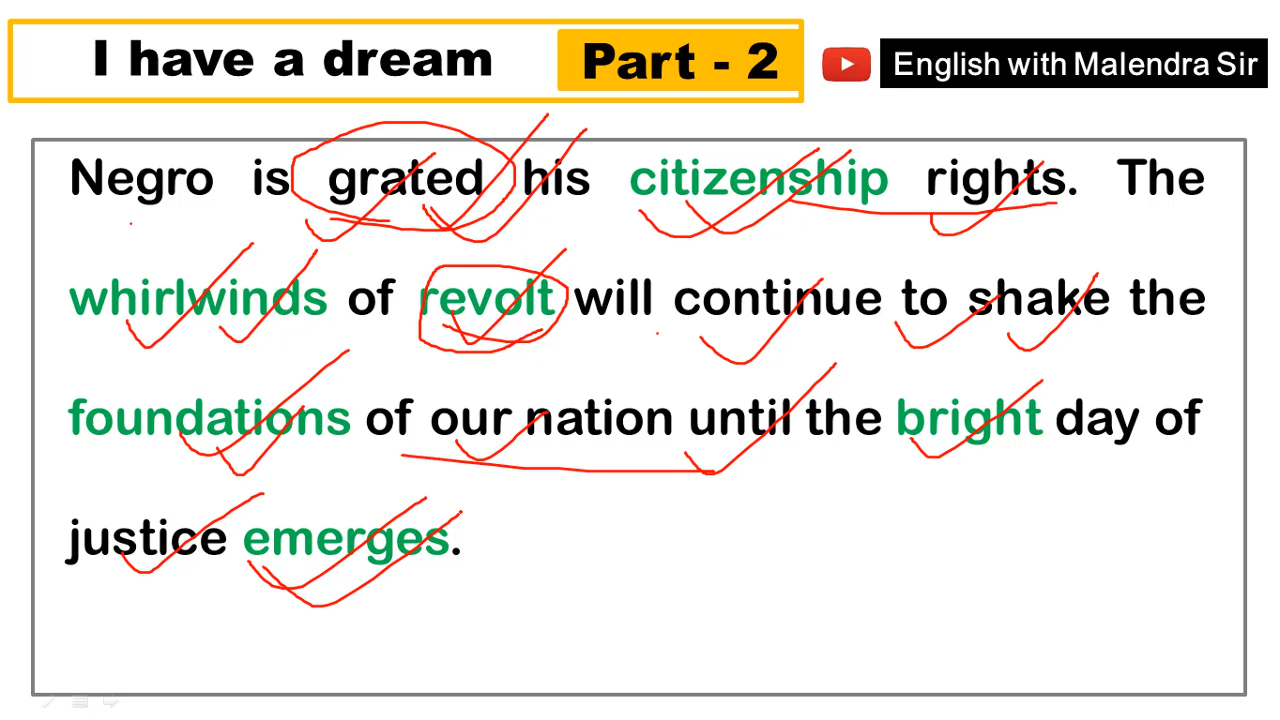 I have a dream
Part - 2
English with Malendra Sir
Negro is grated his citizenship rights. The
whirlwinds of revolt will continue to shake the
foundations of our nation until the bright day of
justice emerges.